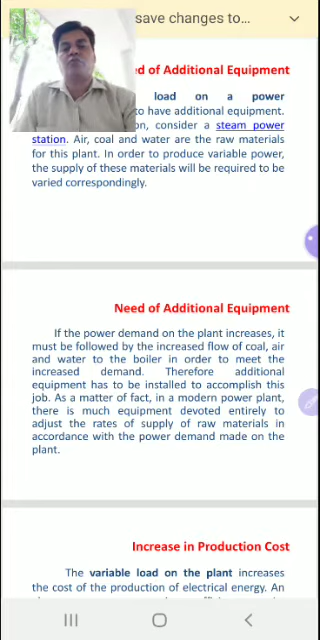 save changes to...
ed of Additional Equipment
load on a power
to have additional equipment.
on, consider a steam power
station. Air, coal and water are the raw materials
for this plant. In order to produce variable power,
the supply of these materials will be required to be
varied correspondingly.
Need of Additional Equipment
If the power demand on the plant increases, it
must be followed by the increased flow of coal, air
and water to the boiler in order to meet the
increased demand. Therefore additional
equipment has to be installed to accomplish this
job. As a matter of fact, in a modern power plant,
there is much equipment devoted entirely to
adjust the rates of supply of raw materials in
accordance with the power demand made on the
plant.
Increase in Production Cost
The variable load on the plant increases
the cost of the production of electrical energy. An